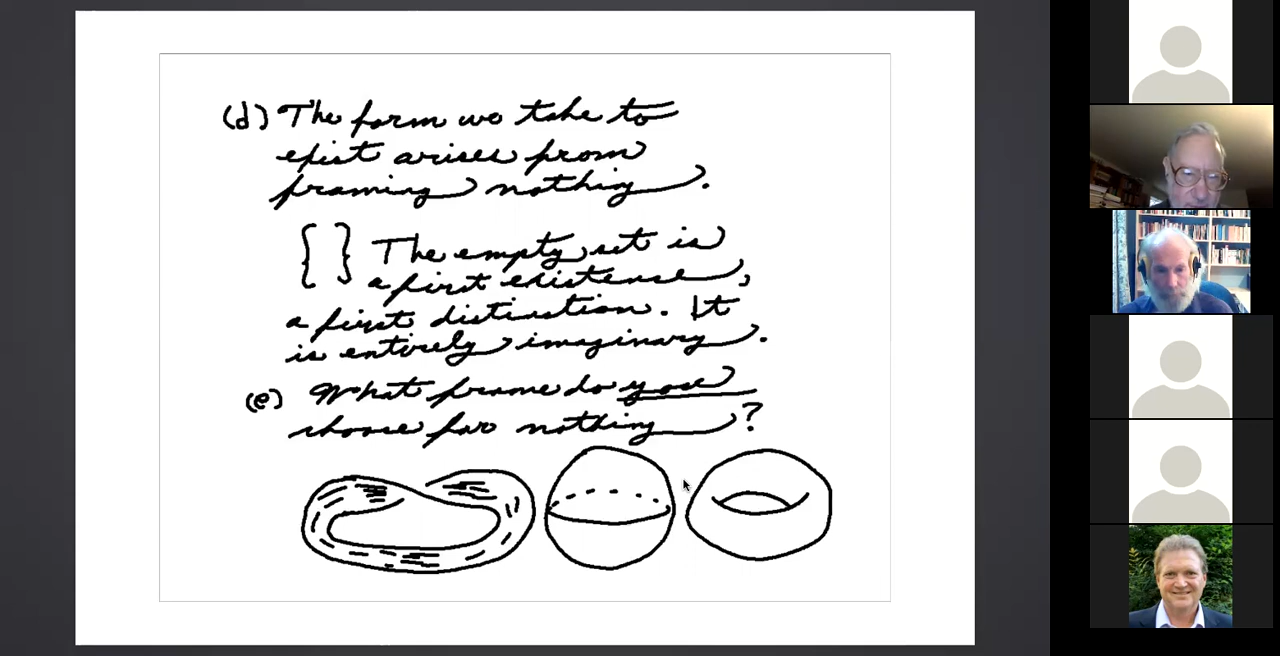 (d) The form we take to
exist arises from
framing nothing.
{ } The empty set is
a first existence,
a first distinction. It
is entirely imaginary.
(e) What frame do you
choose for nothing?